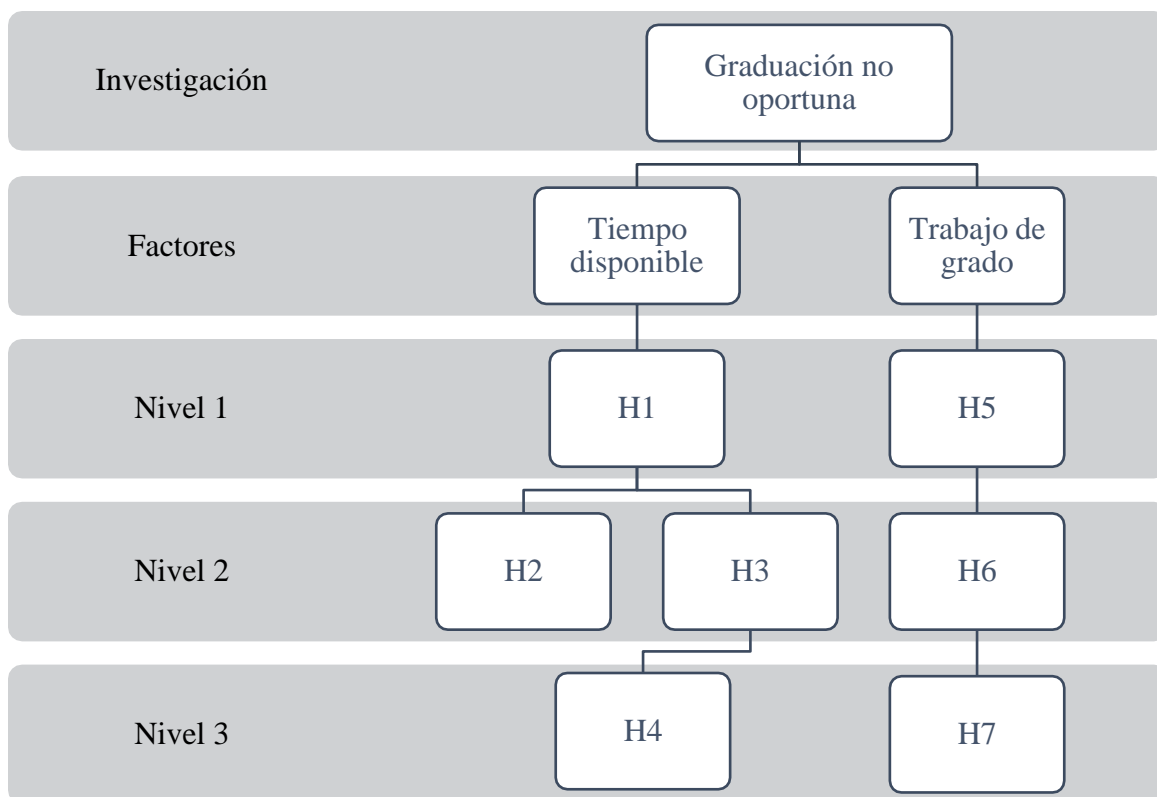 Investigación
Graduación no
oportuna
Factores
Tiempo
disponible
Trabajo de
grado
Nivel 1
H1
H5
Nivel 2
H2
H3
H6
Nivel 3
H4
H7